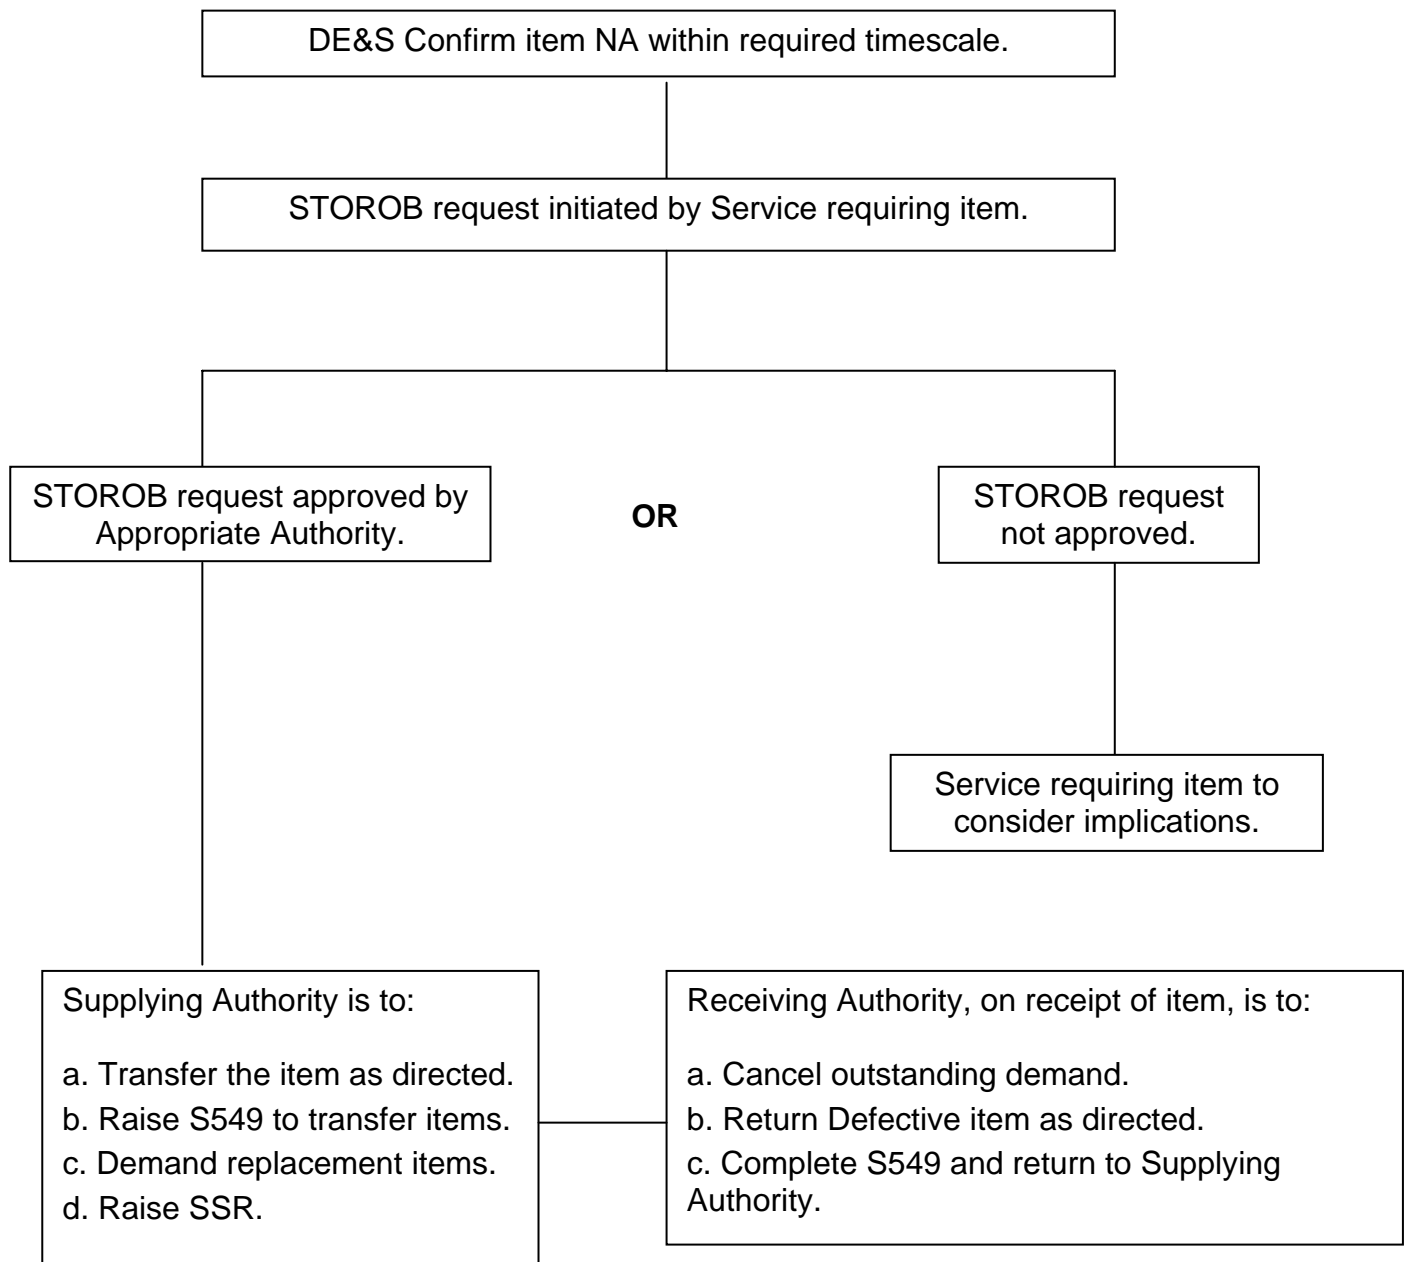 DE&S Confirm item NA within required timescale.
STOROB request initiated by Service requiring item.
STOROB request approved by
Appropriate Authority.
OR
STOROB request
not approved.
Service requiring item to
consider implications.
Supplying Authority is to:
a. Transfer the item as directed.
b. Raise S549 to transfer items.
c. Demand replacement items.
d. Raise SSR.
Receiving Authority, on receipt of item, is to:
a. Cancel outstanding demand.
b. Return Defective item as directed.
c. Complete S549 and return to Supplying
Authority.